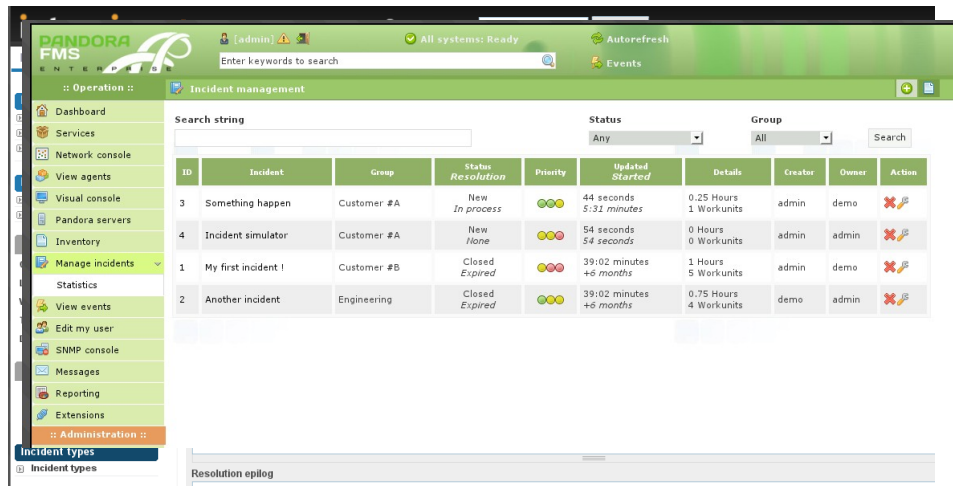 PANDORA
FMS
ENTERPRISE
[admin]
All systems: Ready
Autorefresh
Enter keywords to search
Events
:: Operation ::
Incident management
Dashboard
Services
Network console
View agents
Visual console
Pandora servers
Inventory
Manage incidents
Statistics
View events
Edit my user
SNMP console
Messages
Reporting
Extensions
:: Administration ::
Search string
Status
Group
Any
All
Search
ID Incident Group Status Priority Updated Details Creator Owner Action
Resolution Started
3 Something happen Customer #A New 44 seconds 0.25 Hours admin demo
In process 5:31 minutes 1 Workunits
4 Incident simulator Customer #A New 54 seconds 0 Hours admin admin
None 54 seconds 0 Workunits
1 My first incident ! Customer #B Closed 39:02 minutes 1 Hours admin demo
Expired +6 months 5 Workunits
2 Another incident Engineering Closed 39:02 minutes 0.75 Hours demo admin
Expired +6 months 4 Workunits
Incident types
Incident types
Resolution epilog